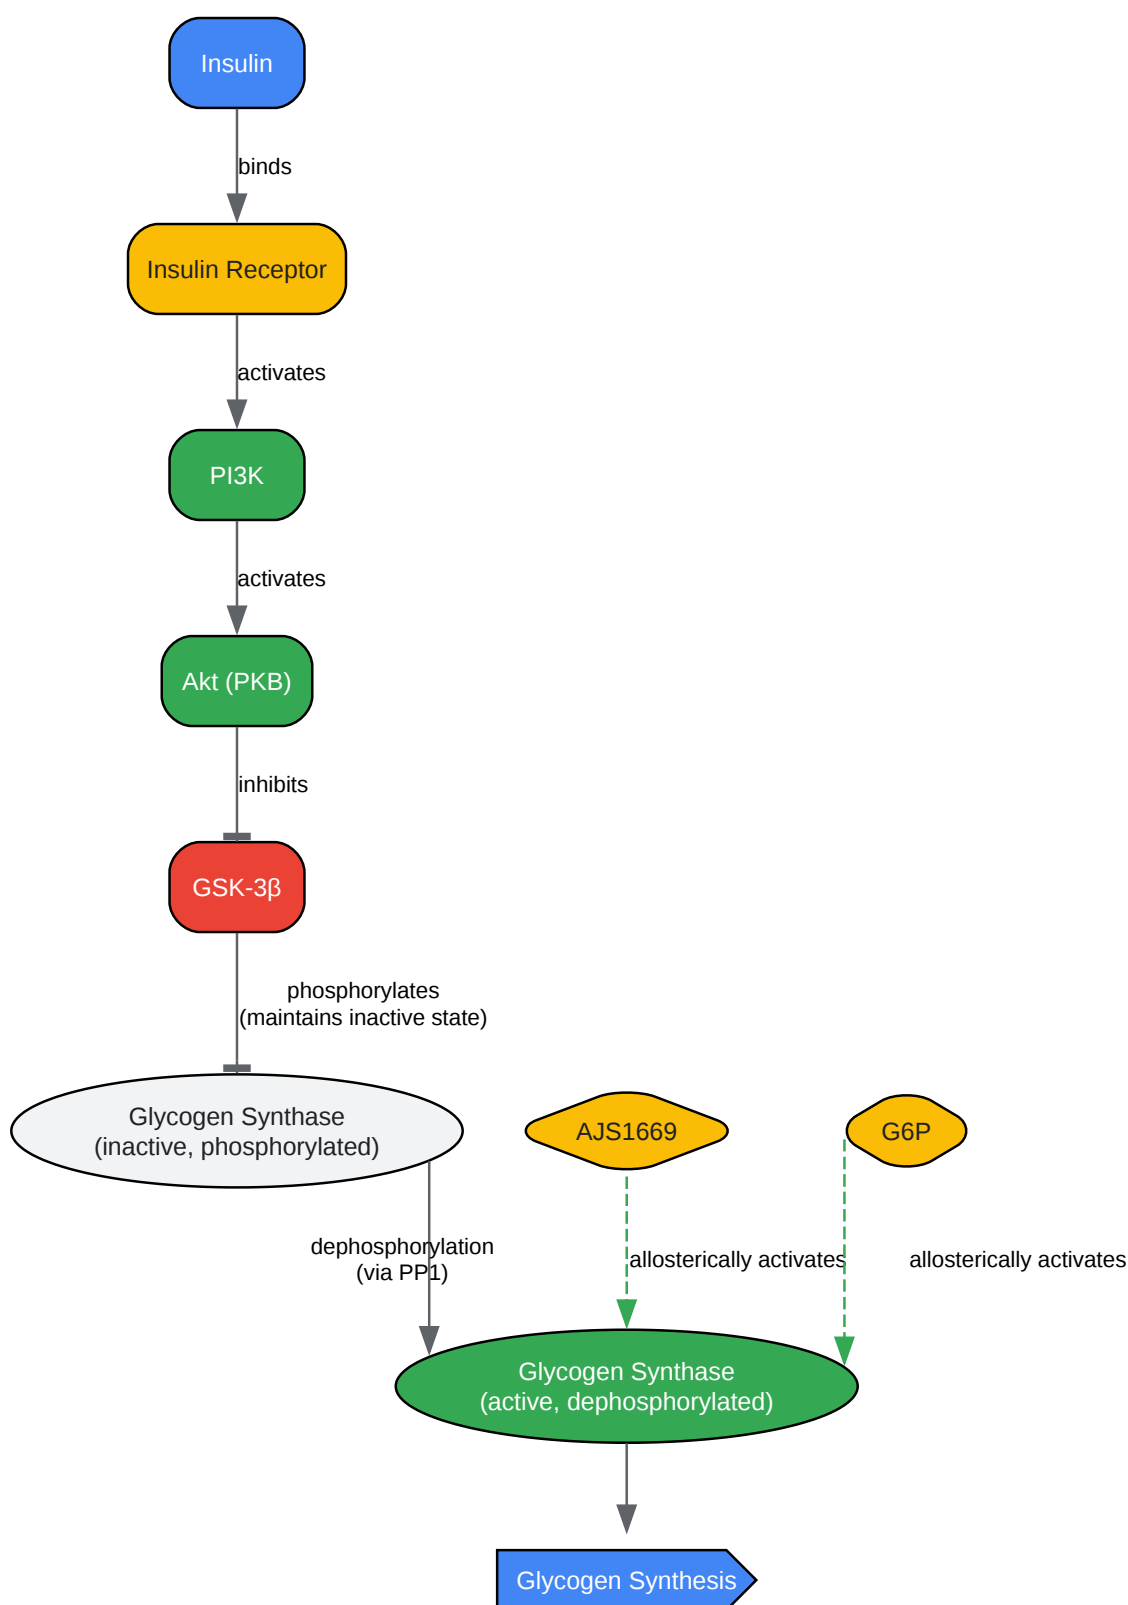 Insulin
binds
Insulin Receptor
activates
PI3K
activates
Akt (PKB)
inhibits
GSK-3β
phosphorylates
(maintains inactive state)
Glycogen Synthase
(inactive, phosphorylated)
AJS1669
G6P
dephosphorylation
(via PP1)
allosterically activates
allosterically activates
Glycogen Synthase
(active, dephosphorylated)
Glycogen Synthesis